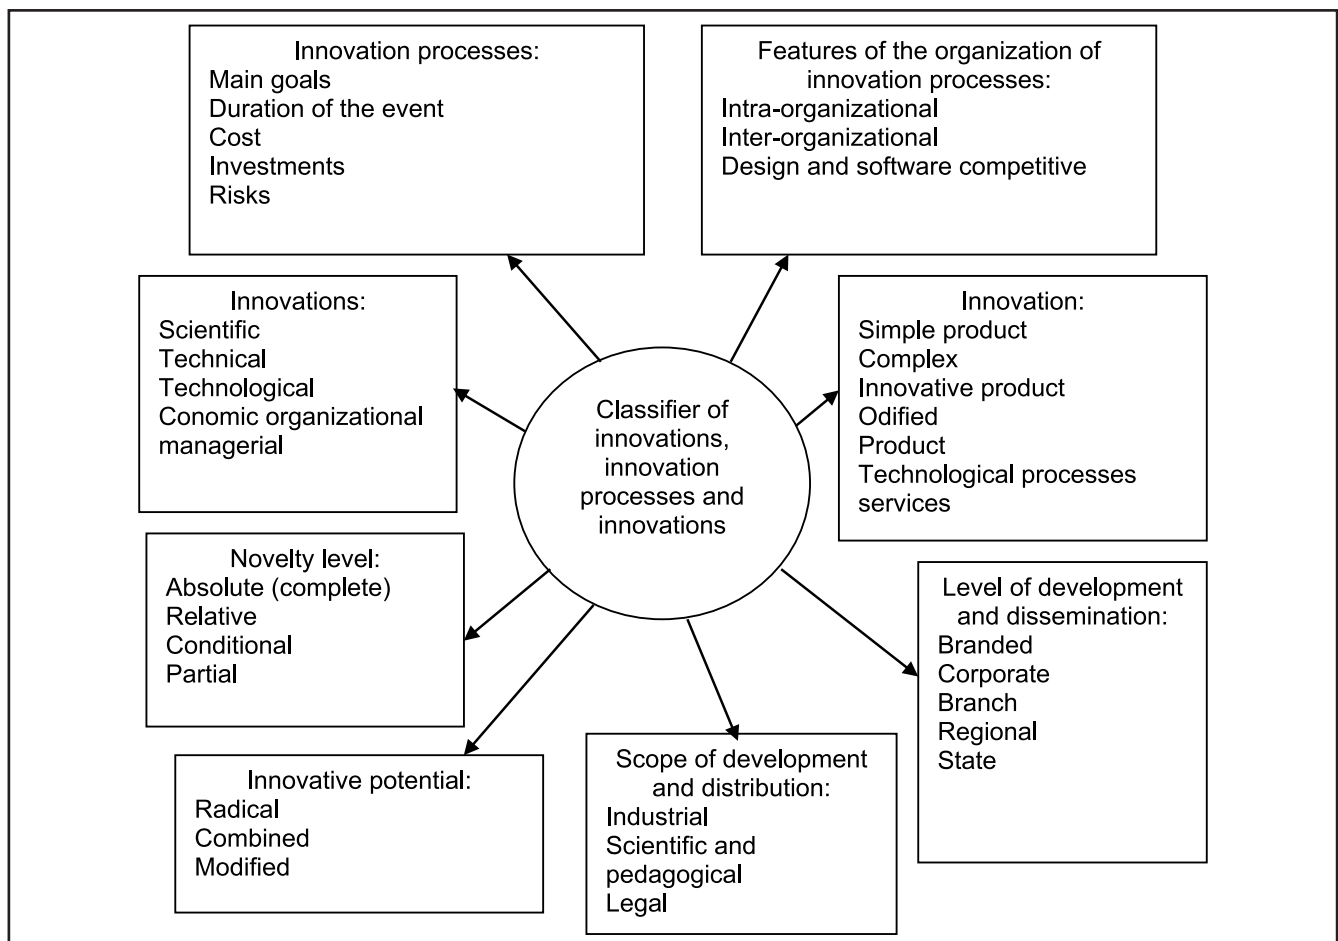 Innovation processes:
Main goals
Duration of the event
Cost
Investments
Risks
Features of the organization of
innovation processes:
Intra-organizational
Inter-organizational
Design and software competitive
Innovations:
Scientific
Technical
Technological
Conomic organizational
managerial
Classifier of
innovations,
innovation
processes and
innovations
Innovation:
Simple product
Complex
Innovative product
Odified
Product
Technological processes
services
Novelty level:
Absolute (complete)
Relative
Conditional
Partial
Level of development
and dissemination:
Branded
Corporate
Branch
Regional
State
Innovative potential:
Radical
Combined
Modified
Scope of development
and distribution:
Industrial
Scientific and
pedagogical
Legal